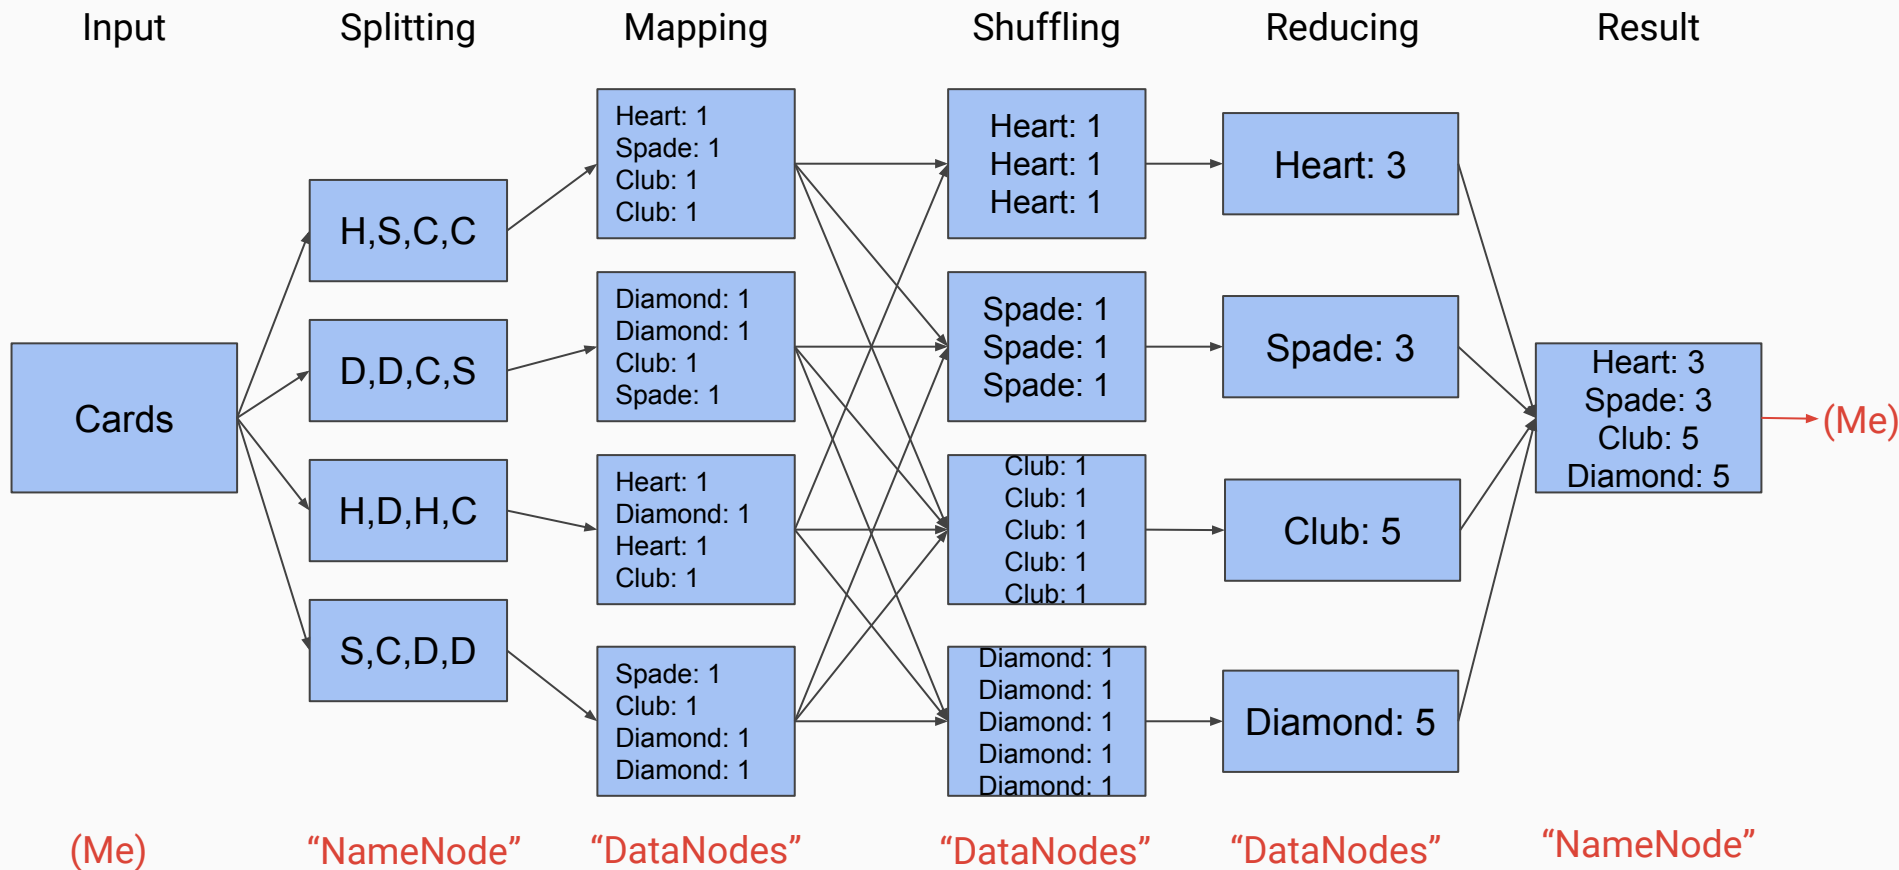 Input
Splitting
Mapping
Shuffling
Reducing
Result
Cards
H,S,C,C
D,D,C,S
H,D,H,C
S,C,D,D
Heart: 1
Spade: 1
Club: 1
Club: 1
Diamond: 1
Diamond: 1
Club: 1
Spade: 1
Heart: 1
Diamond: 1
Heart: 1
Club: 1
Spade: 1
Club: 1
Diamond: 1
Diamond: 1
Heart: 1
Heart: 1
Heart: 1
Spade: 1
Spade: 1
Spade: 1
Club: 1
Club: 1
Club: 1
Club: 1
Club: 1
Diamond: 1
Diamond: 1
Diamond: 1
Diamond: 1
Diamond: 1
Heart: 3
Spade: 3
Club: 5
Diamond: 5
Heart: 3
Spade: 3
Club: 5
Diamond: 5
(Me)
(Me)
“NameNode”
“DataNodes”
“DataNodes”
“DataNodes”
“NameNode”